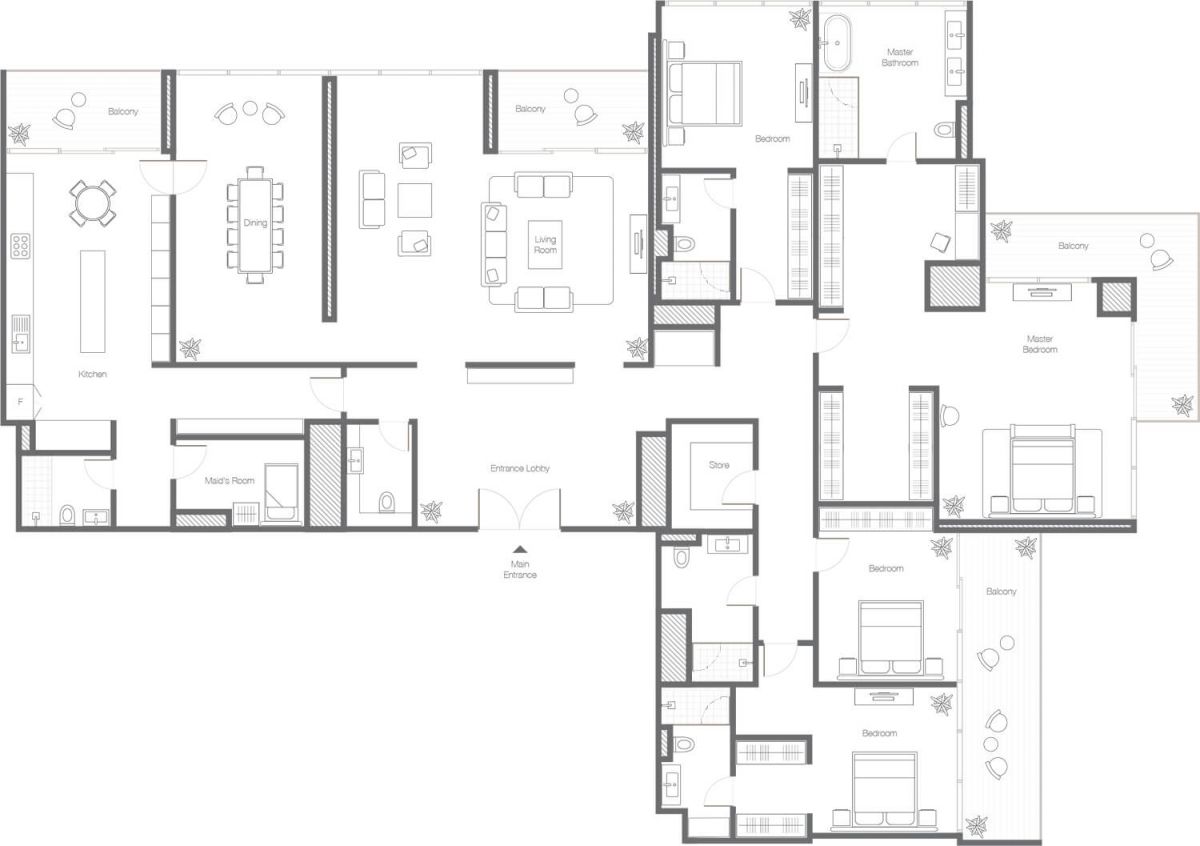 Master
Bathroom
Balcony
Balcony
Bedroom
Dining
Living
Room
Balcony
Master
Bedroom
Kitchen
F
Store
Entrance Lobby
Maid's Room
Main
Entrance
Bedroom
Balcony
Bedroom